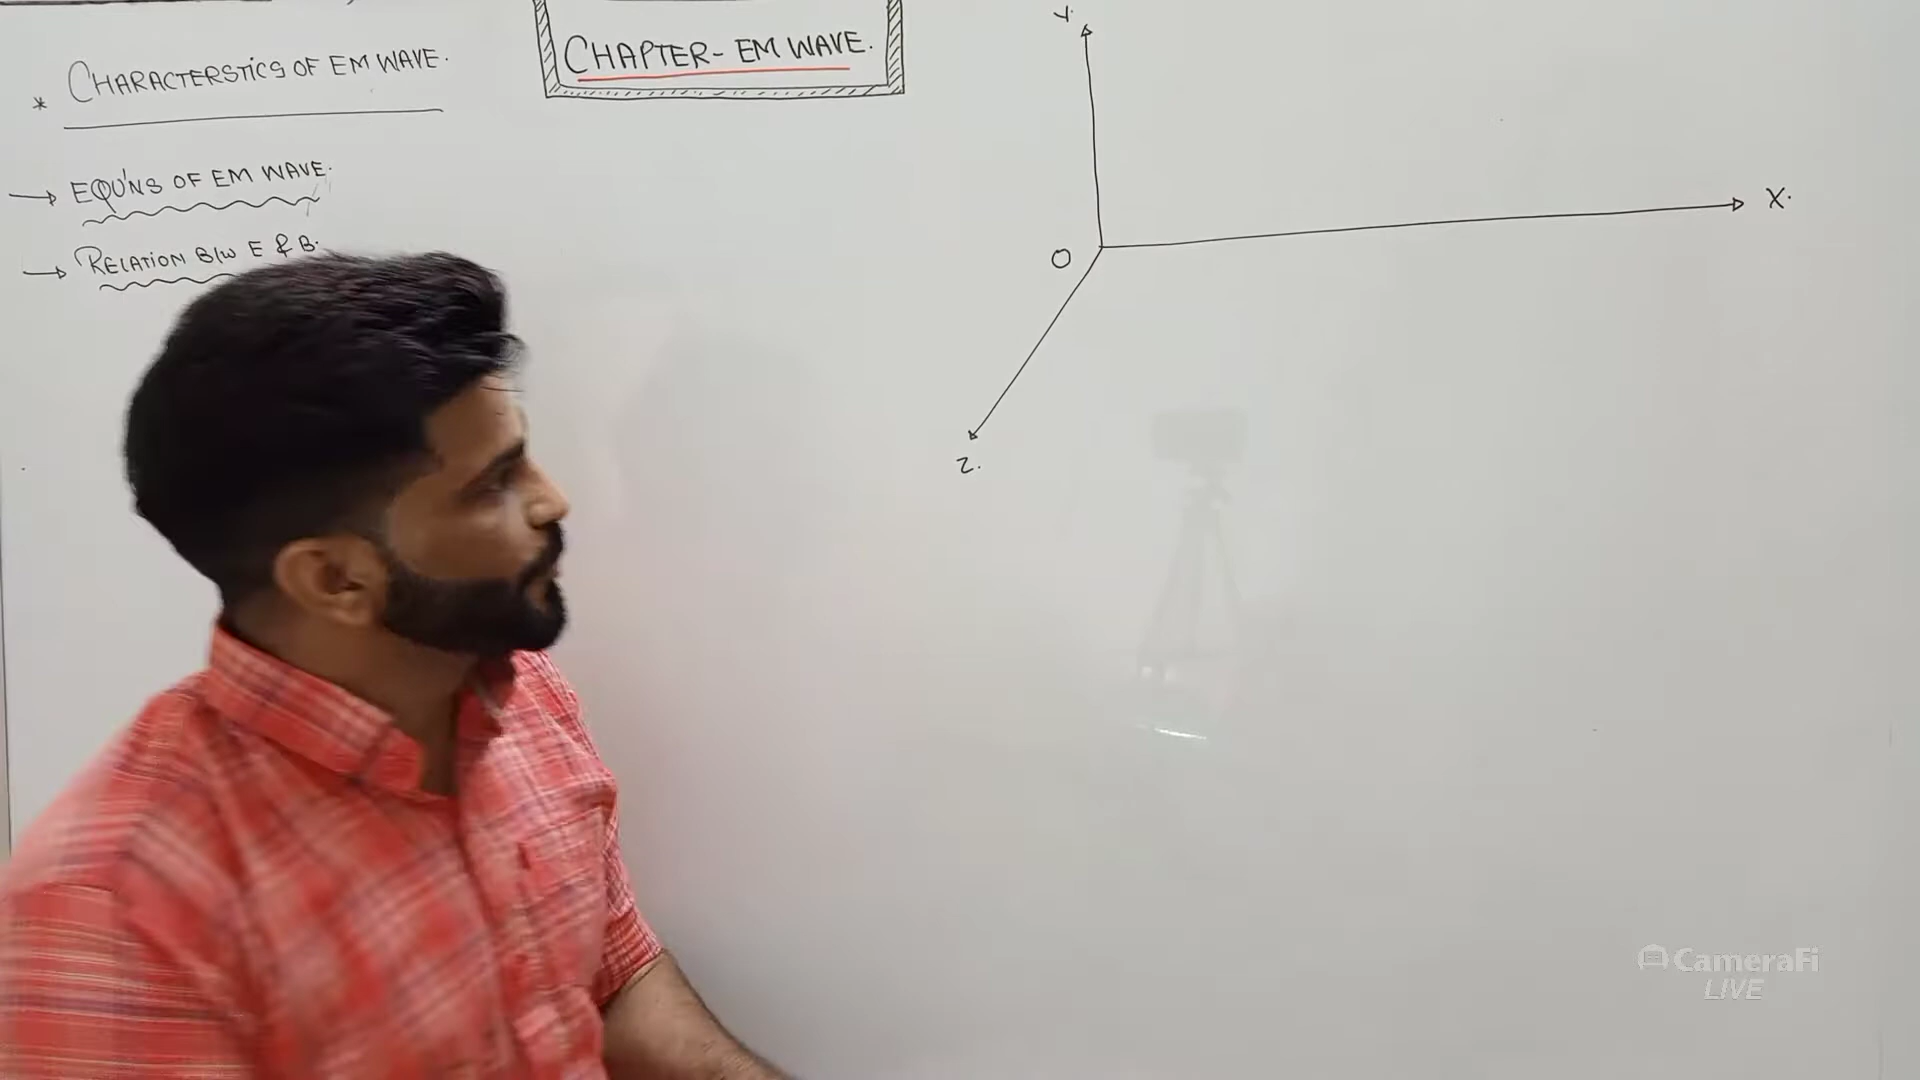 CHAPTER- EM WAVE.
* CHARACTERSTICS OF EM WAVE.
→ EQU'NS OF EM WAVE.
→ RELATION B/W E & B.
Y.
X.
O
Z.
CameraFi
LIVE